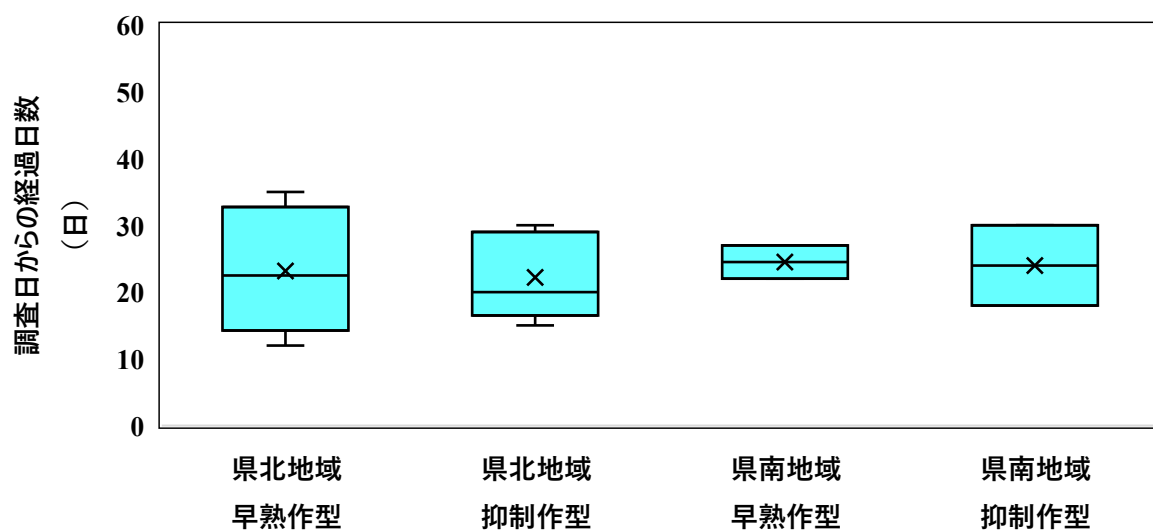 調査日からの経過日数
（日）
60
50
40
30
20
10
0
県北地域
早熟作型
県北地域
抑制作型
県南地域
早熟作型
県南地域
抑制作型